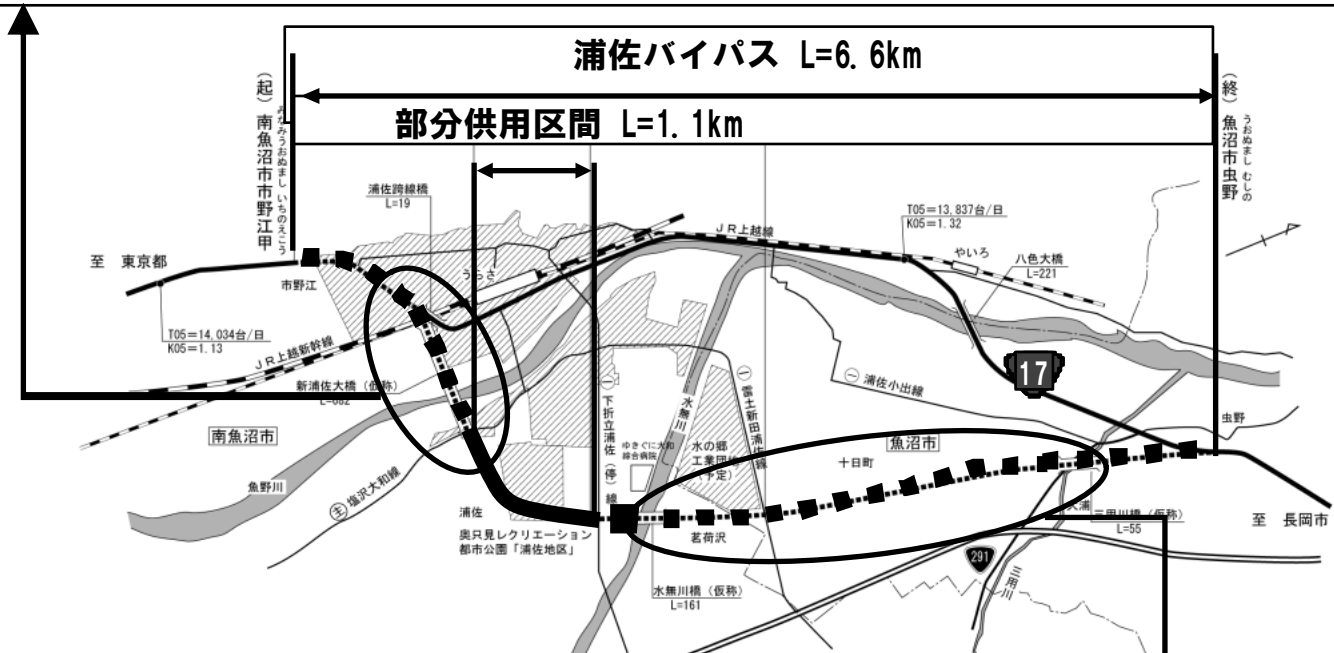 浦佐バイパス L=6.6km
部分供用区間 L=1.1km
(起)南魚沼市市野江甲
みなみうおぬまし いちのえこう
(終)魚沼市虫野
うおぬまし むしの
浦佐跨線橋
L=19
T05=13,837台/日
K05=1.32
JR上越線
やいろ
八色大橋
L=221
至 東京都
市野江
うらさ
T05=14,034台/日
K05=1.13
JR上越新幹線
新浦佐大橋(仮称)
L=682
17
一 浦佐小出線
南魚沼市
一 下折立浦佐(停)線
水無川
ゆきぐに大和
総合病院
水の郷
工業団地
(予定)
魚沼市
十日町
虫野
魚野川
主 塩沢大和線
浦佐
奥只見レクリエーション
都市公園「浦佐地区」
茗荷沢
大浦
三用川橋(仮称)
L=55
至 長岡市
291
三用川
水無川橋(仮称)
L=161